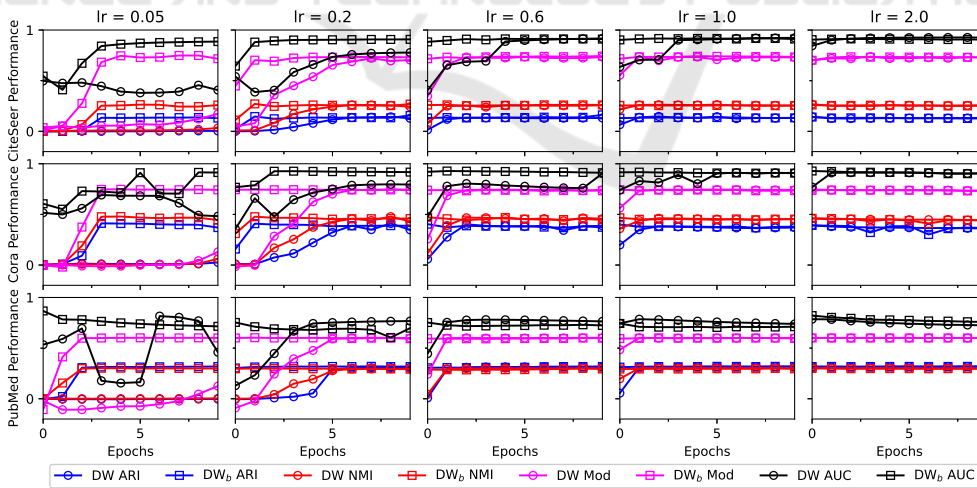 lr = 0.05 lr = 0.2 lr = 0.6 lr = 1.0 lr = 2.0
CiteSeer Performance
1
0
Cora Performance
1
0
PubMed Performance
1
0
0 5 0 5 0 5 0 5 0 5
Epochs Epochs Epochs Epochs Epochs
DW ARI DW_b ARI DW NMI DW_b NMI DW Mod DW_b Mod DW AUC DW_b AUC